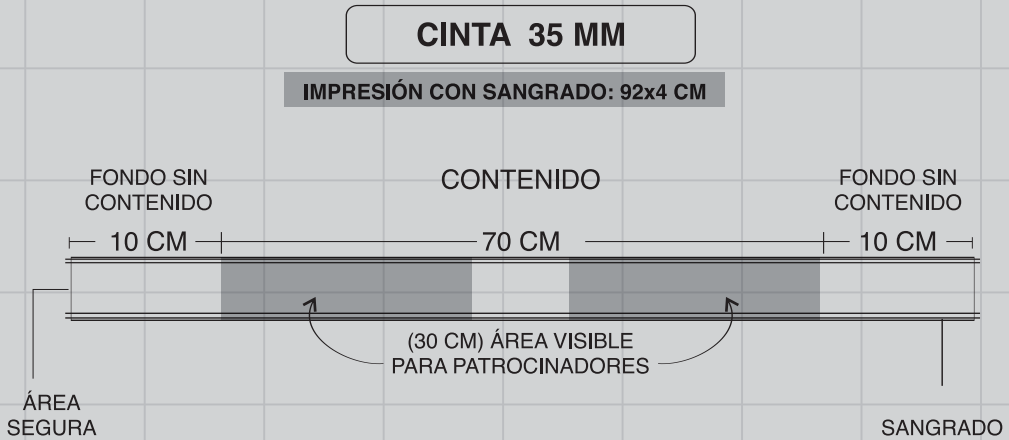 CINTA 35 MM
IMPRESIÓN CON SANGRADO: 92x4 CM
FONDO SIN
CONTENIDO
CONTENIDO
FONDO SIN
CONTENIDO
10 CM
70 CM
10 CM
(30 CM) ÁREA VISIBLE
PARA PATROCINADORES
ÁREA
SEGURA
SANGRADO